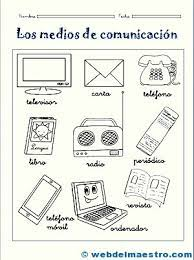 Nombre Fecha
Los medios de comunicación
televisor carta teléfono
Lengua
libro radio periódico
teléfono
móvil ordenador revista
© webdelmaestro.com